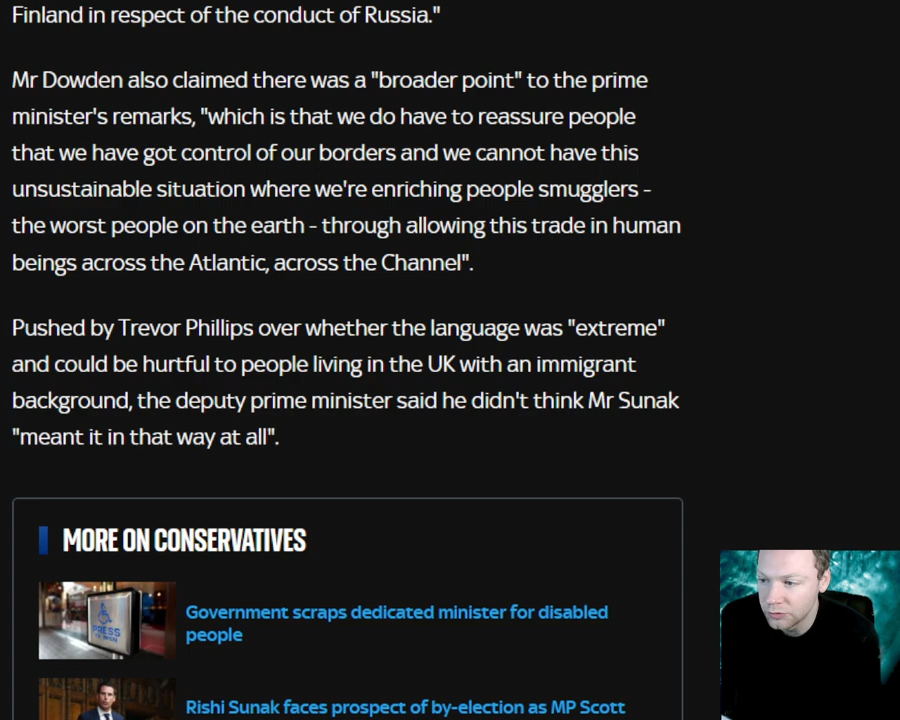 Finland in respect of the conduct of Russia."
Mr Dowden also claimed there was a "broader point" to the prime
minister's remarks, "which is that we do have to reassure people
that we have got control of our borders and we cannot have this
unsustainable situation where we're enriching people smugglers -
the worst people on the earth - through allowing this trade in human
beings across the Atlantic, across the Channel".
Pushed by Trevor Phillips over whether the language was "extreme"
and could be hurtful to people living in the UK with an immigrant
background, the deputy prime minister said he didn't think Mr Sunak
"meant it in that way at all".
MORE ON CONSERVATIVES
Government scraps dedicated minister for disabled
people
PRESS
Rishi Sunak faces prospect of by-election as MP Scott